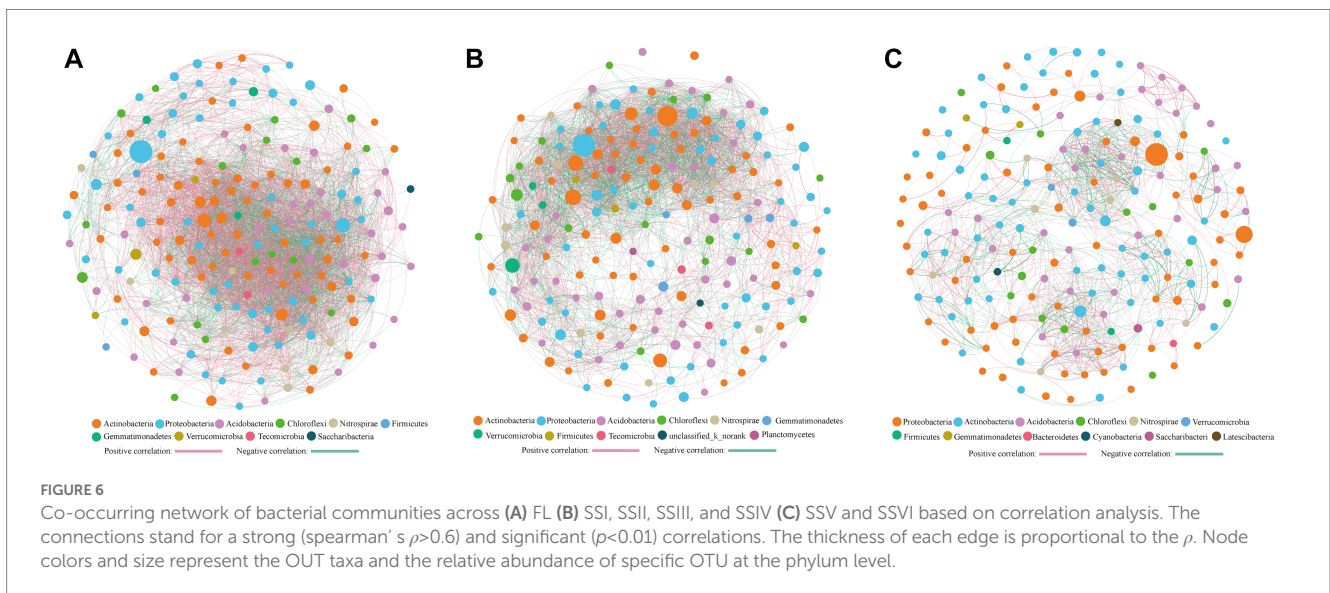 A
B
C
Actinobacteria Proteobacteria Acidobacteria Chloroflexi Nitrospirae Firmicutes
Gemmatimonadetes Verrucomicrobia Tecomicrobia Saccharibacteria
Positive correlation: Negative correlation:
Actinobacteria Proteobacteria Acidobacteria Chloroflexi Nitrospirae Gemmatimonadetes
Verrucomicrobia Firmicutes Tecomicrobia unclassified_k_norank Planctomycetes
Positive correlation: Negative correlation:
Proteobacteria Actinobacteria Acidobacteria Chloroflexi Nitrospirae Verrucomicrobia
Firmicutes Gemmatimonadetes Bacteroidetes Cyanobacteria Saccharibacteri Latescibacteria
Positive correlation: Negative correlation:
FIGURE 6
Co-occurring network of bacterial communities across (A) FL (B) SSI, SSII, SSIII, and SSIV (C) SSV and SSVI based on correlation analysis. The
connections stand for a strong (spearman’ s ρ>0.6) and significant (p<0.01) correlations. The thickness of each edge is proportional to the ρ. Node
colors and size represent the OUT taxa and the relative abundance of specific OTU at the phylum level.